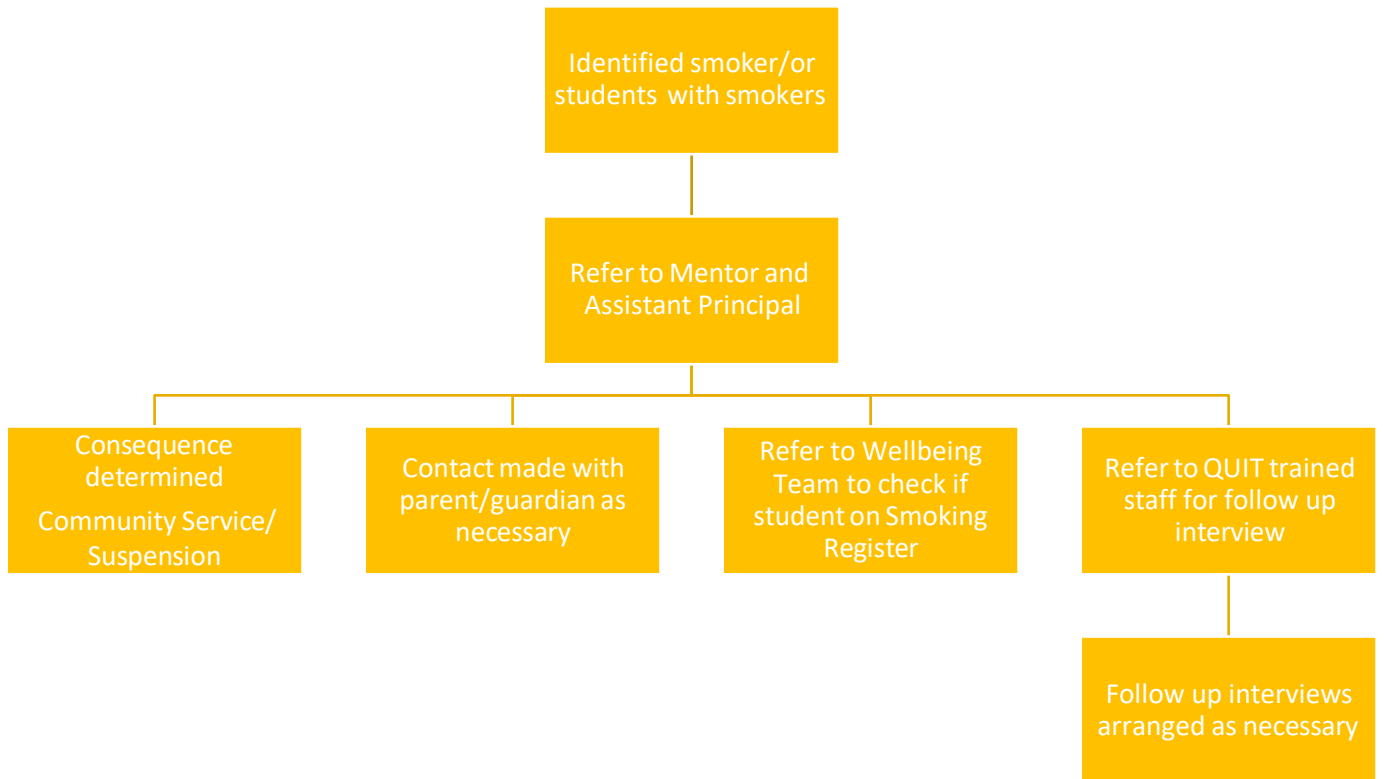 Identified smoker/or
students with smokers
Refer to Mentor and
Assistant Principal
Consequence
determined
Community Service/
Suspension
Contact made with
parent/guardian as
necessary
Refer to Wellbeing
Team to check if
student on Smoking
Register
Refer to QUIT trained
staff for follow up
interview
Follow up interviews
arranged as necessary